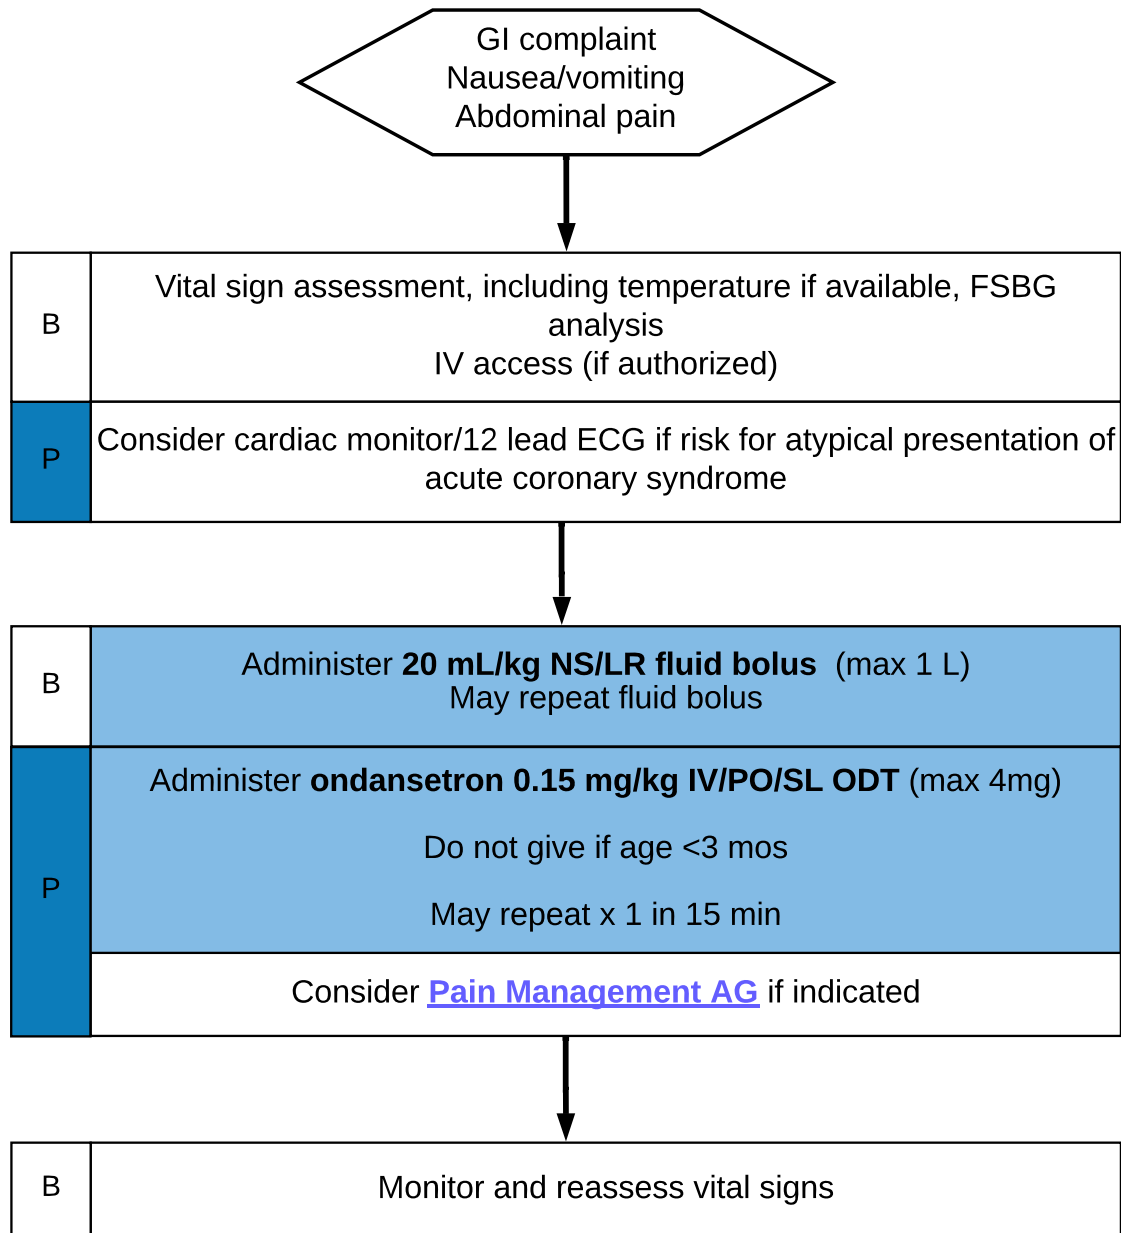 GI complaint
Nausea/vomiting
Abdominal pain
B
Vital sign assessment, including temperature if available, FSBG
analysis
IV access (if authorized)
P
Consider cardiac monitor/12 lead ECG if risk for atypical presentation of
acute coronary syndrome
B
Administer 20 mL/kg NS/LR fluid bolus (max 1 L)
May repeat fluid bolus
P
Administer ondansetron 0.15 mg/kg IV/PO/SL ODT (max 4mg)
Do not give if age <3 mos
May repeat x 1 in 15 min
Consider Pain Management AG if indicated
B
Monitor and reassess vital signs